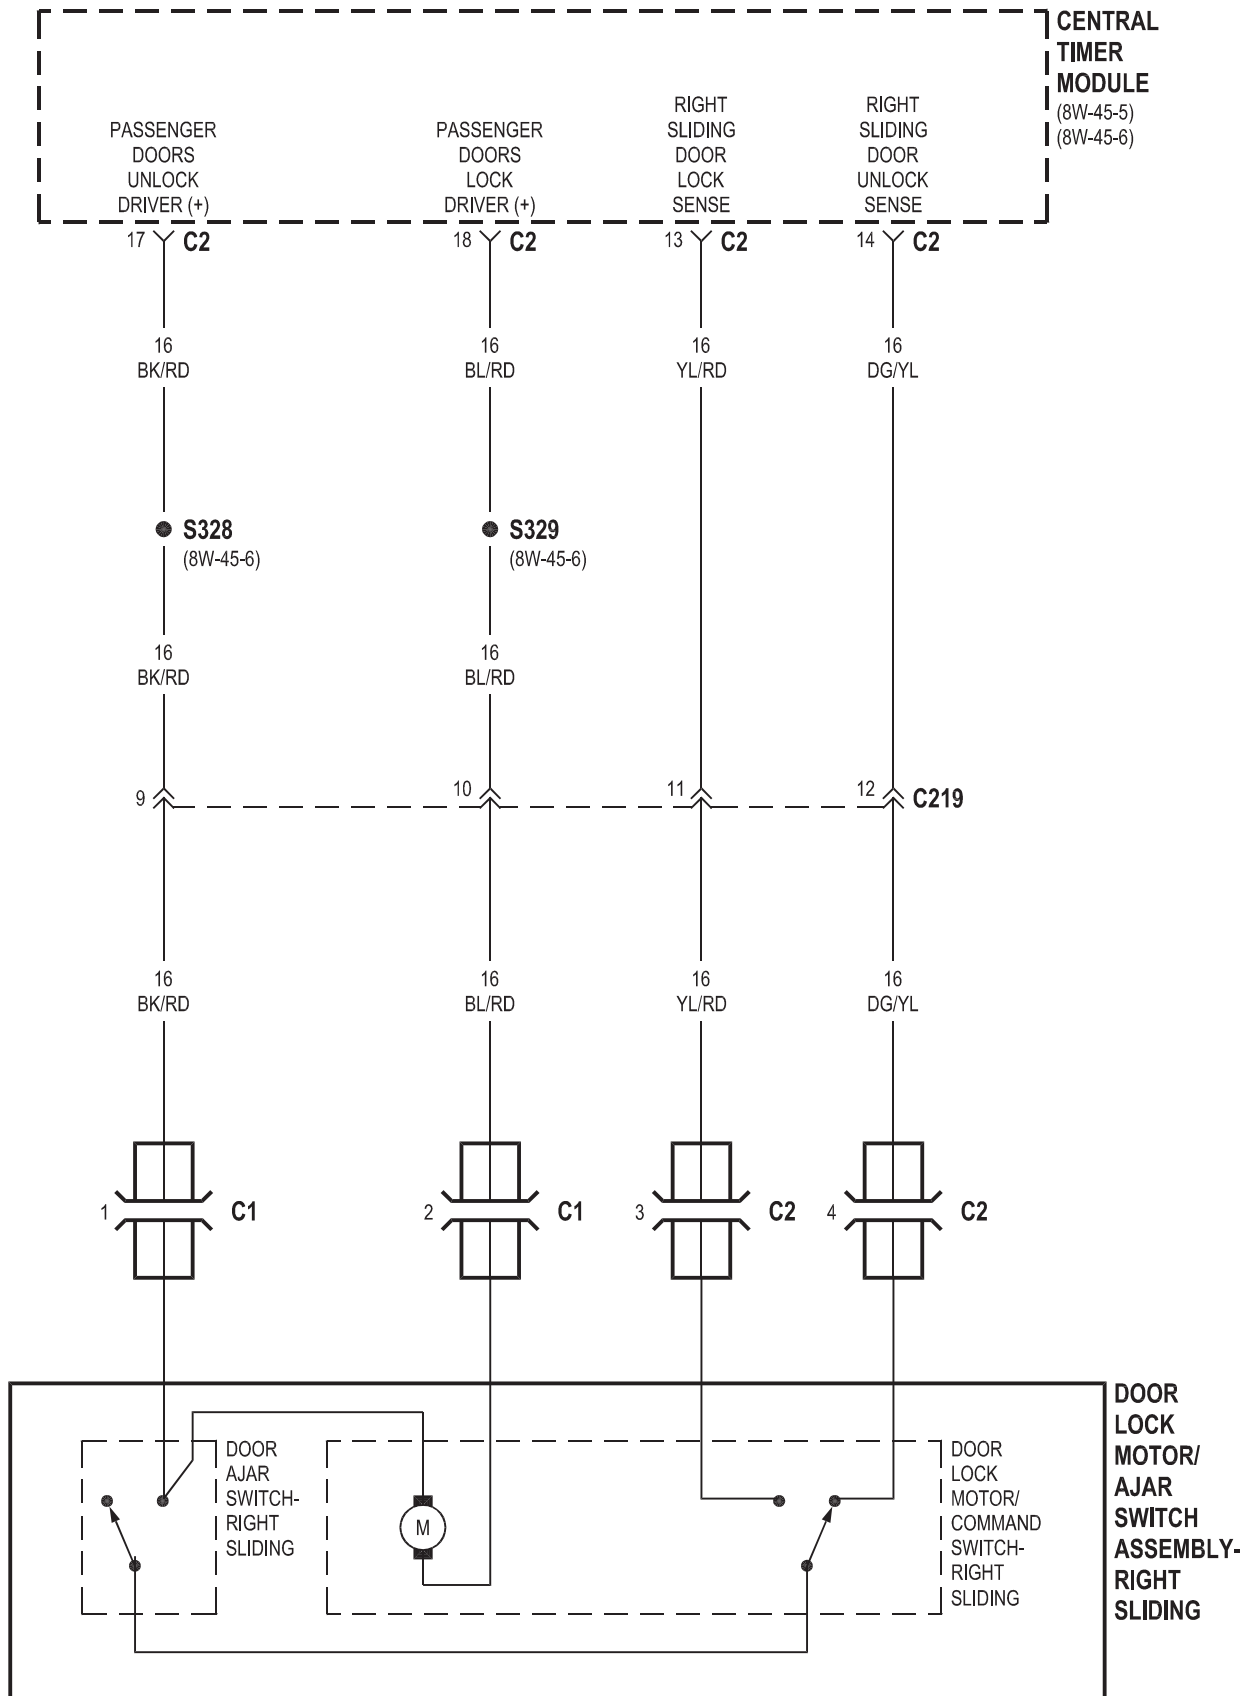 CENTRAL
TIMER
MODULE
(8W-45-5)
(8W-45-6)
PASSENGER
DOORS
UNLOCK
DRIVER (+)
PASSENGER
DOORS
LOCK
DRIVER (+)
RIGHT
SLIDING
DOOR
LOCK
SENSE
RIGHT
SLIDING
DOOR
UNLOCK
SENSE
17 C2
18 C2
13 C2
14 C2
16
BK/RD
16
BL/RD
16
YL/RD
16
DG/YL
S328
(8W-45-6)
S329
(8W-45-6)
16
BK/RD
16
BL/RD
9
10
11
12
C219
16
BK/RD
16
BL/RD
16
YL/RD
16
DG/YL
1 C1
2 C1
3 C2
4 C2
DOOR
LOCK
MOTOR/
AJAR
SWITCH
ASSEMBLY-
RIGHT
SLIDING
DOOR
AJAR
SWITCH-
RIGHT
SLIDING
M
DOOR
LOCK
MOTOR/
COMMAND
SWITCH-
RIGHT
SLIDING